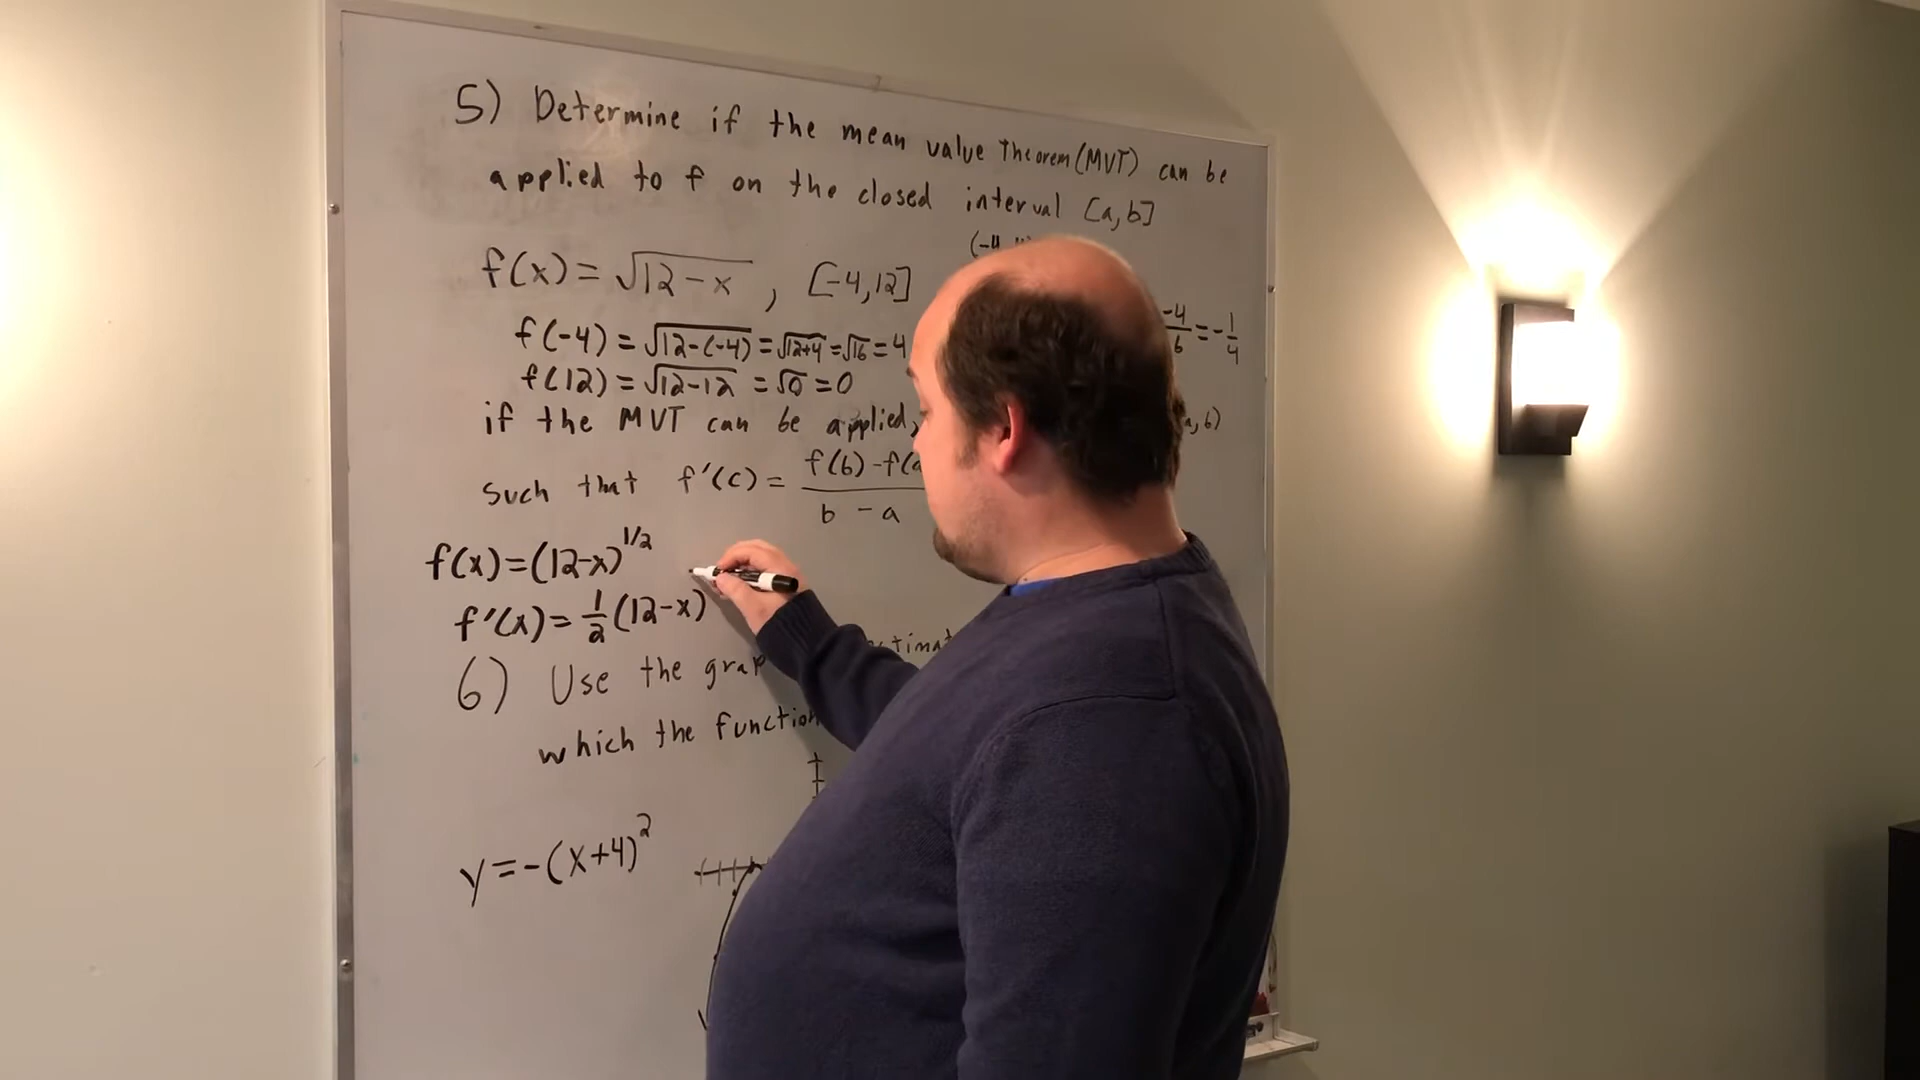 5) Determine if the mean value Theorem (MVT) can be
applied to f on the closed interval [a,b]
f(x) = √12-x , [-4,12]
(-4,
f(-4) = √12-(-4) = √12+4 = √16 = 4
-4/ = -1/4
f(12) = √12-12 = √0 = 0
if the MVT can be applied, , b)
such that f'(c) = f(b) - f( / b - a
f(x) = (12-x)^1/2
f'(x) = 1/2 (12-x)
6) Use the
which the function
y = -(x+4)^2